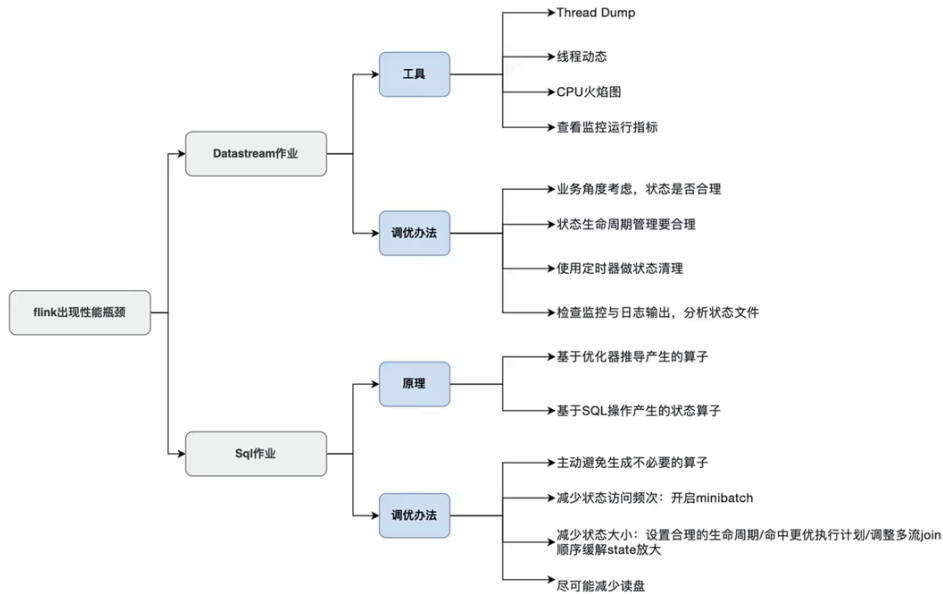 flink出现性能瓶颈
Datastream作业
工具
Thread Dump
线程动态
CPU火焰图
查看监控运行指标
调优办法
业务角度考虑，状态是否合理
状态生命周期管理要合理
使用定时器做状态清理
检查监控与日志输出，分析状态文件
Sql作业
原理
基于优化器推导产生的算子
基于SQL操作产生的状态算子
调优办法
主动避免生成不必要的算子
减少状态访问频次：开启minibatch
减少状态大小：设置合理的生命周期/命中更优执行计划/调整多流join
顺序缓解state放大
尽可能减少读盘